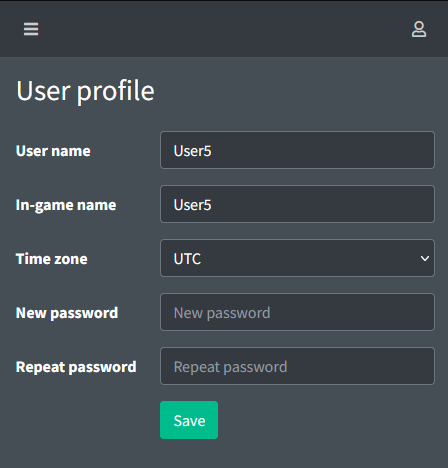 User profile
User name User5
In-game name User5
Time zone UTC
New password New password
Repeat password Repeat password
Save